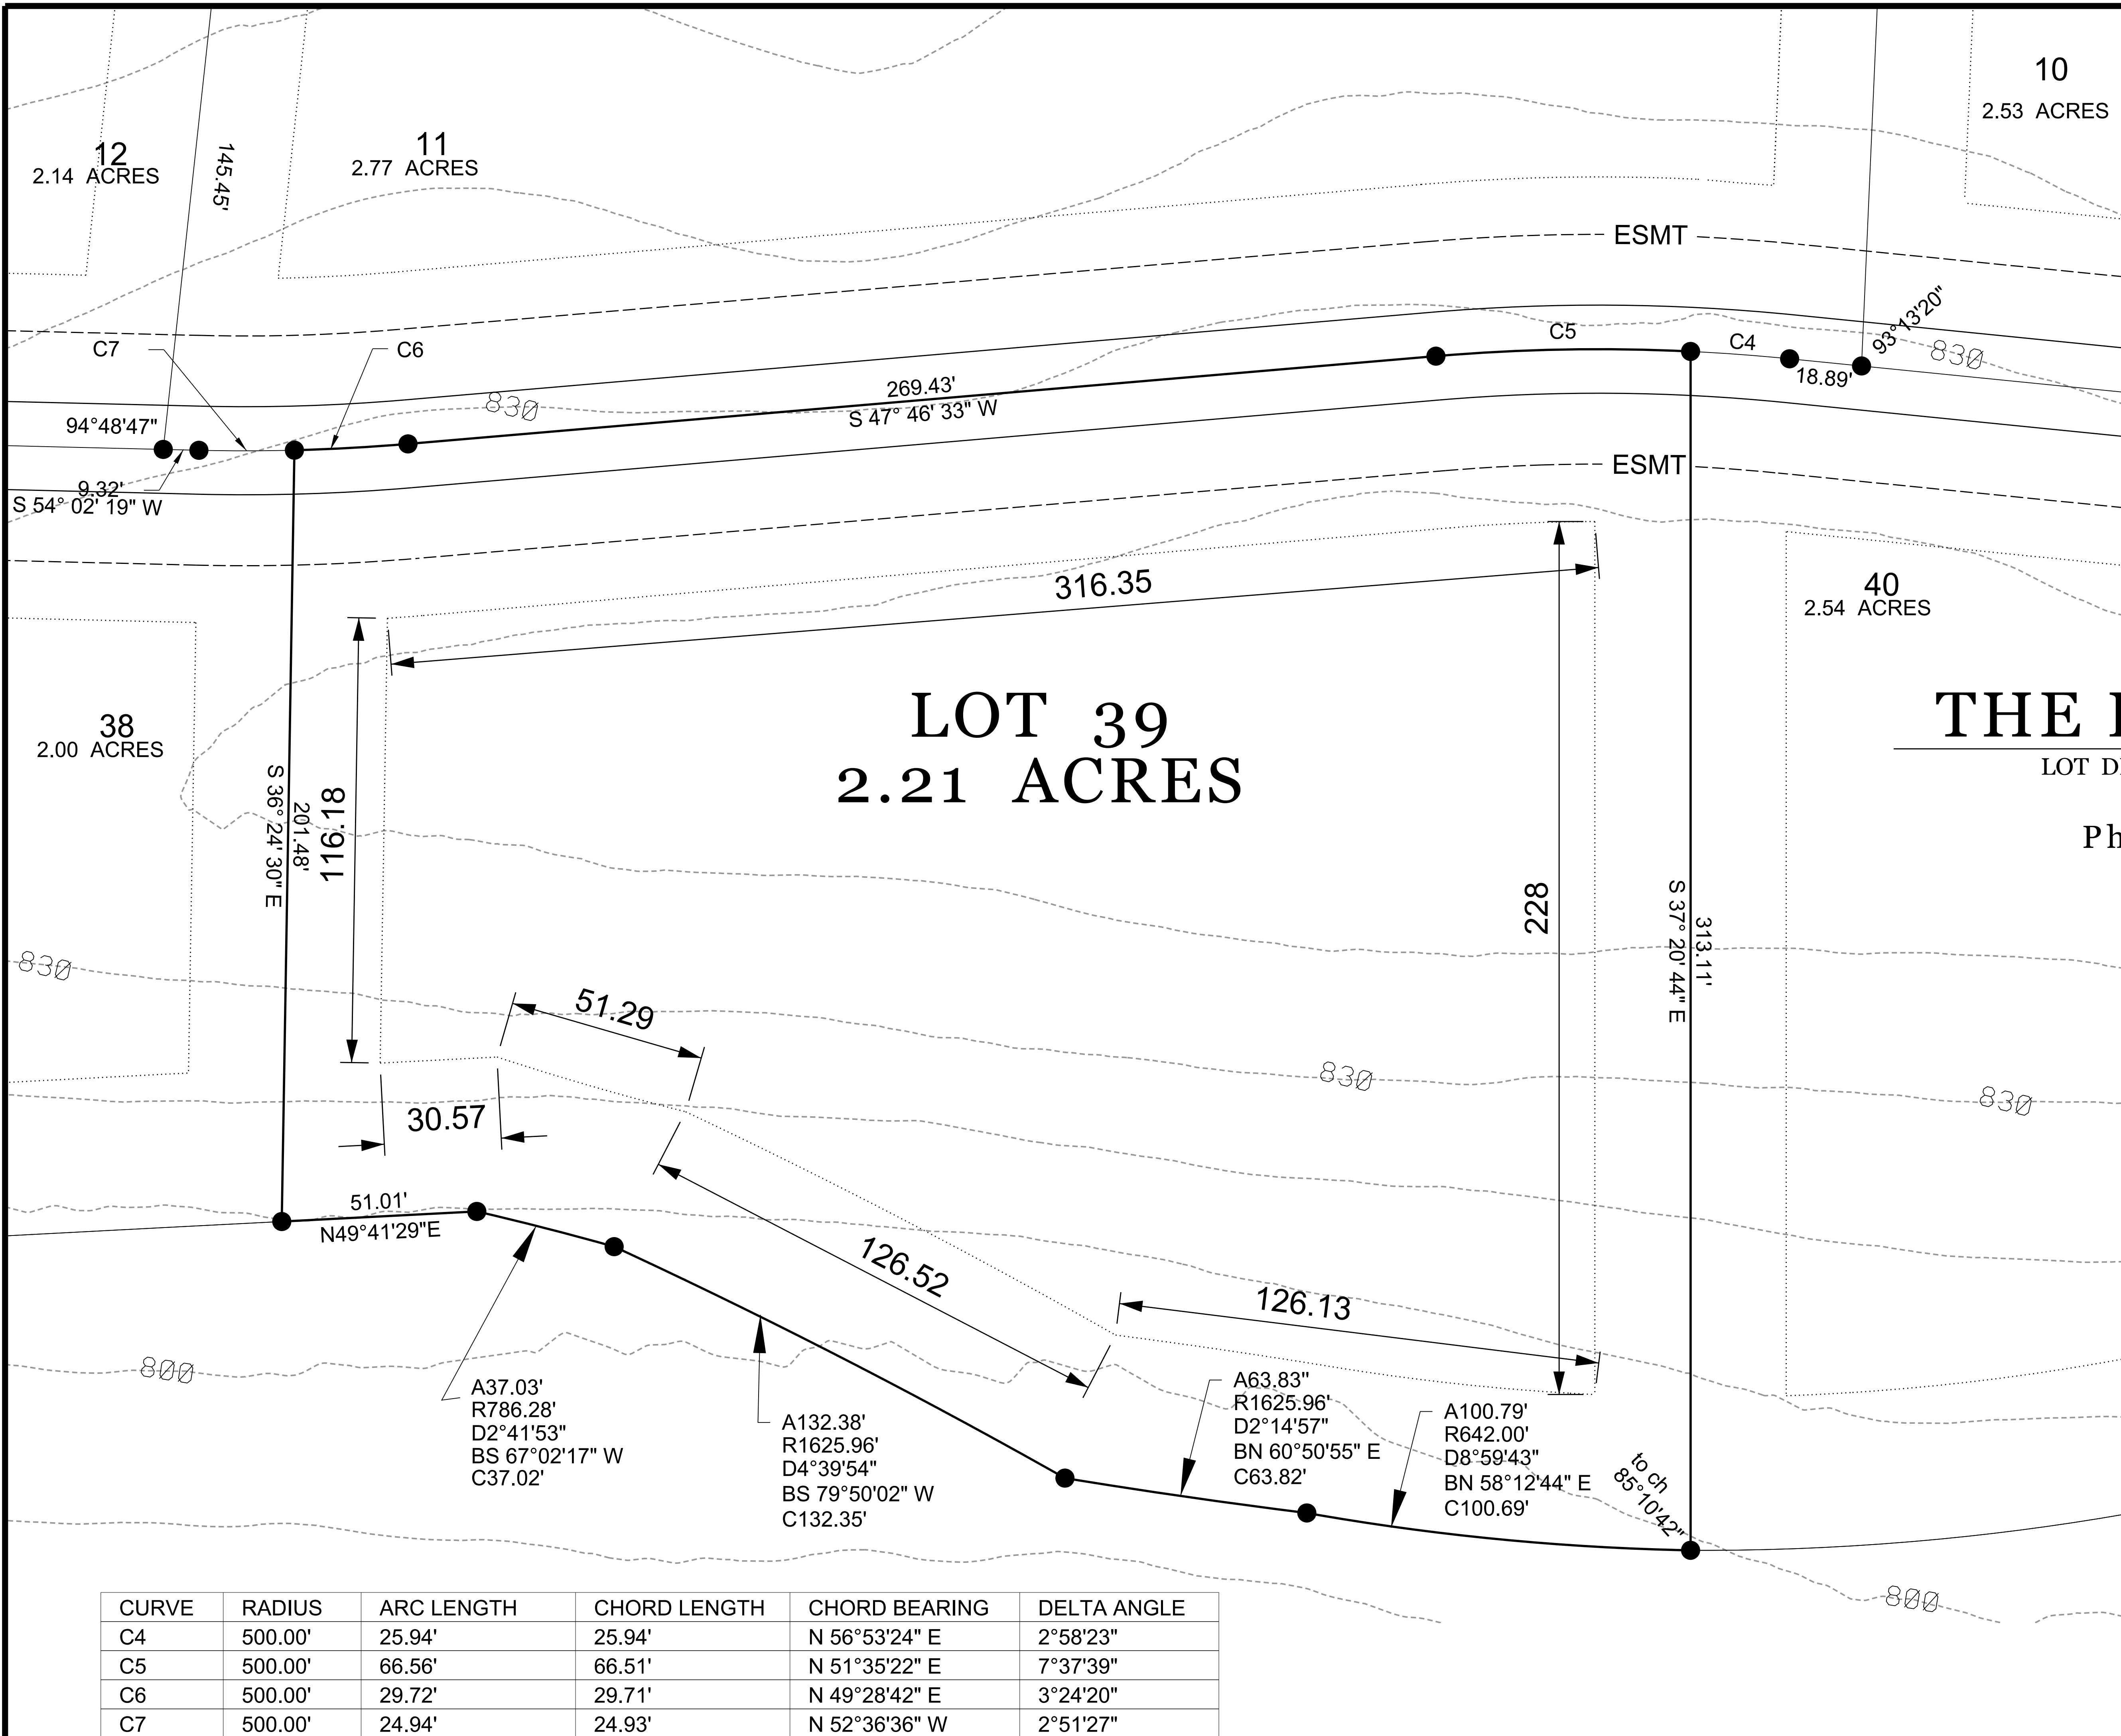 10
2.53 ACRES
12
2.14 ACRES
145.45'
11
2.77 ACRES
ESMT
C7
C6
C5
C4
93°13'20"
830
18.89'
269.43'
S 47° 46' 33" W
830
94°48'47"
9.32'
S 54° 02' 19" W
ESMT
316.35
40
2.54 ACRES
LOT 39
2.21 ACRES
THE
LOT
Ph
38
2.00 ACRES
S 36° 24' 30" E
201.48'
116.18
228
S 37° 20' 44" E
313.11'
830
51.29
830
830
30.57
51.01'
N49°41'29"E
126.52
126.13
800
A37.03'
R786.28'
D2°41'53"
BS 67°02'17" W
C37.02'
A132.38'
R1625.96'
D4°39'54"
BS 79°50'02" W
C132.35'
A63.83"
R1625.96'
D2°14'57"
BN 60°50'55" E
C63.82'
A100.79'
R642.00'
D8°59'43"
BN 58°12'44" E
C100.69'
to ch
85°10'42"
800
CURVE RADIUS ARC LENGTH CHORD LENGTH CHORD BEARING DELTA ANGLE
C4 500.00' 25.94' 25.94' N 56°53'24" E 2°58'23"
C5 500.00' 66.56' 66.51' N 51°35'22" E 7°37'39"
C6 500.00' 29.72' 29.71' N 49°28'42" E 3°24'20"
C7 500.00' 24.94' 24.93' N 52°36'36" W 2°51'27"